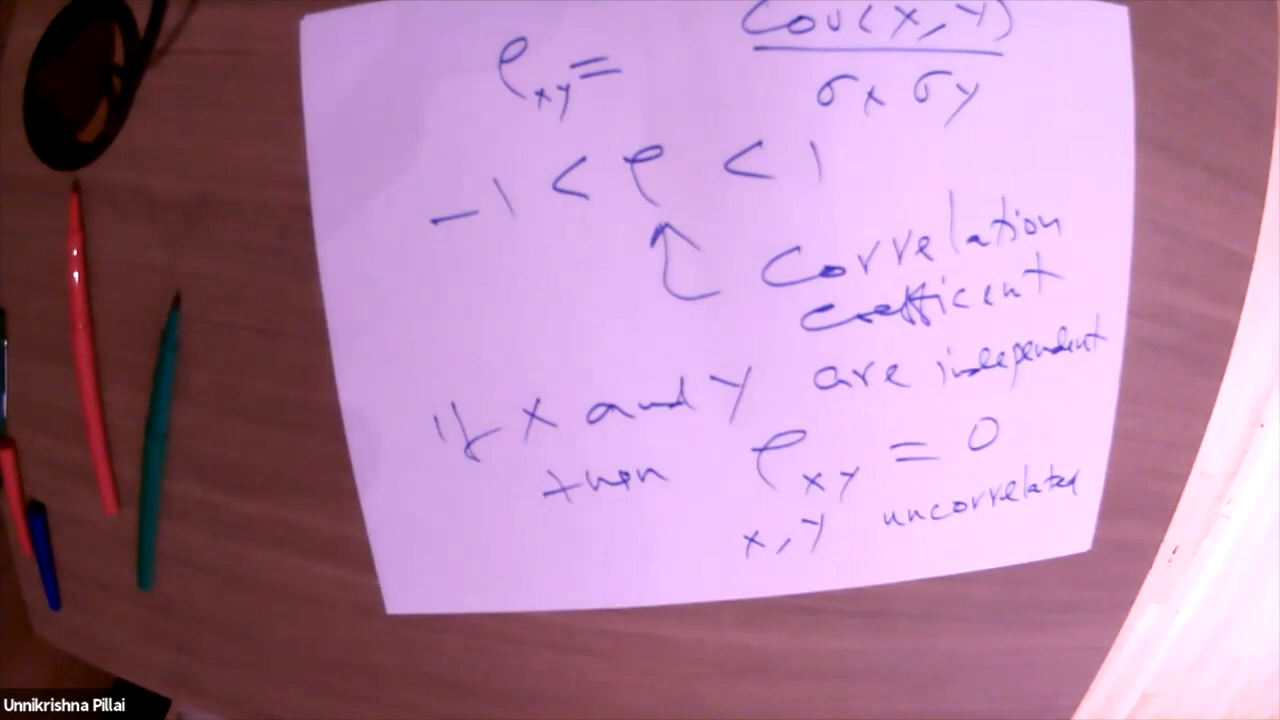 ρxy = Cov(X, Y) / σx σy
-1 < ρ < 1
Correlation
coefficent
If X and Y are independent
then ρxy = 0
x, y uncorrelated
Unnikrishna Pillai